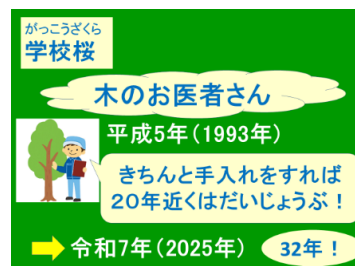 がっこうざくら
学校桜
木のお医者さん
平成5年(1993年)
きちんと手入れをすれば
20年近くはだいじょうぶ!
令和7年(2025年)
32年!